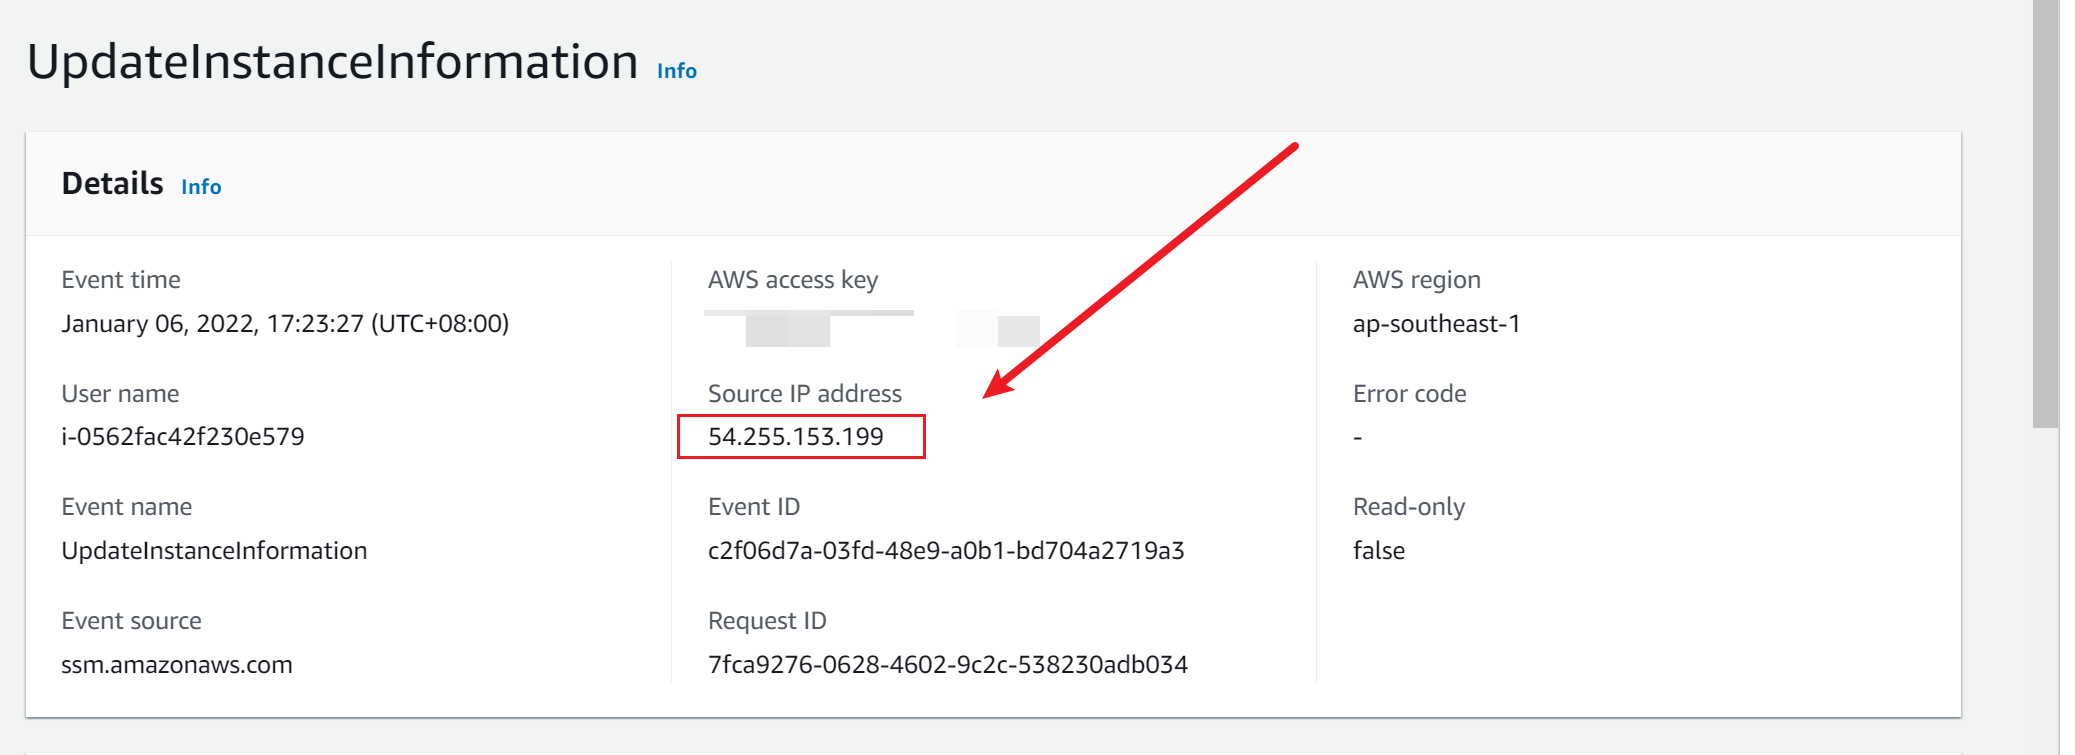 UpdateInstanceInformation Info
Details Info
Event time
January 06, 2022, 17:23:27 (UTC+08:00)
User name
i-0562fac42f230e579
Event name
UpdateInstanceInformation
Event source
ssm.amazonaws.com
AWS access key
Source IP address
54.255.153.199
Event ID
c2f06d7a-03fd-48e9-a0b1-bd704a2719a3
Request ID
7fca9276-0628-4602-9c2c-538230adb034
AWS region
ap-southeast-1
Error code
-
Read-only
false